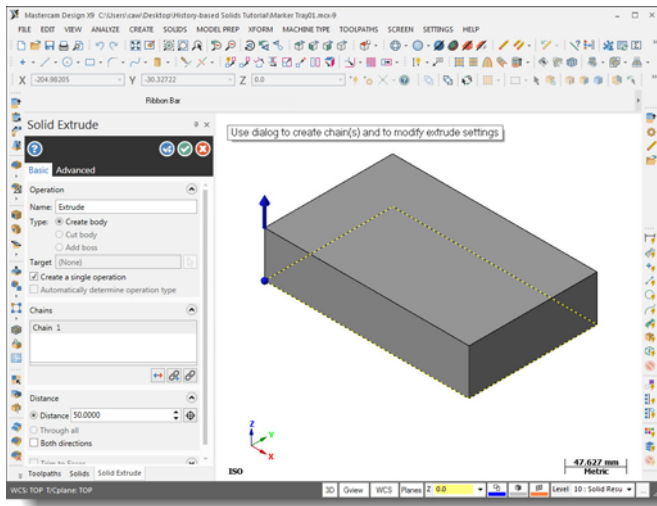 Mastercam Design X9 C:\Users\caw\Desktop\History-based Solids Tutorial\Marker Tray01.mcx-9
FILE EDIT VIEW ANALYZE CREATE SOLIDS MODEL PREP XFORM MACHINE TYPE TOOLPATHS SCREEN SETTINGS HELP
X -204.98205 Y -30.32722 Z 0.0
Ribbon Bar
Solid Extrude
Use dialog to create chain(s) and to modify extrude settings
Basic Advanced
Operation
Name: Extrude
Type: Create body
Cut body
Add boss
Target (None)
Create a single operation
Automatically determine operation type
Chains
Chain 1
Distance
Distance 50.0000
Through all
Both directions
Trim to Faces
Z
Y
X
Toolpaths Solids Solid Extrude
ISO
47.627 mm
Metric
WCS: TOP T/Cplane: TOP
3D Gview WCS Planes Z 0.0 Level 10 : Solid Resu